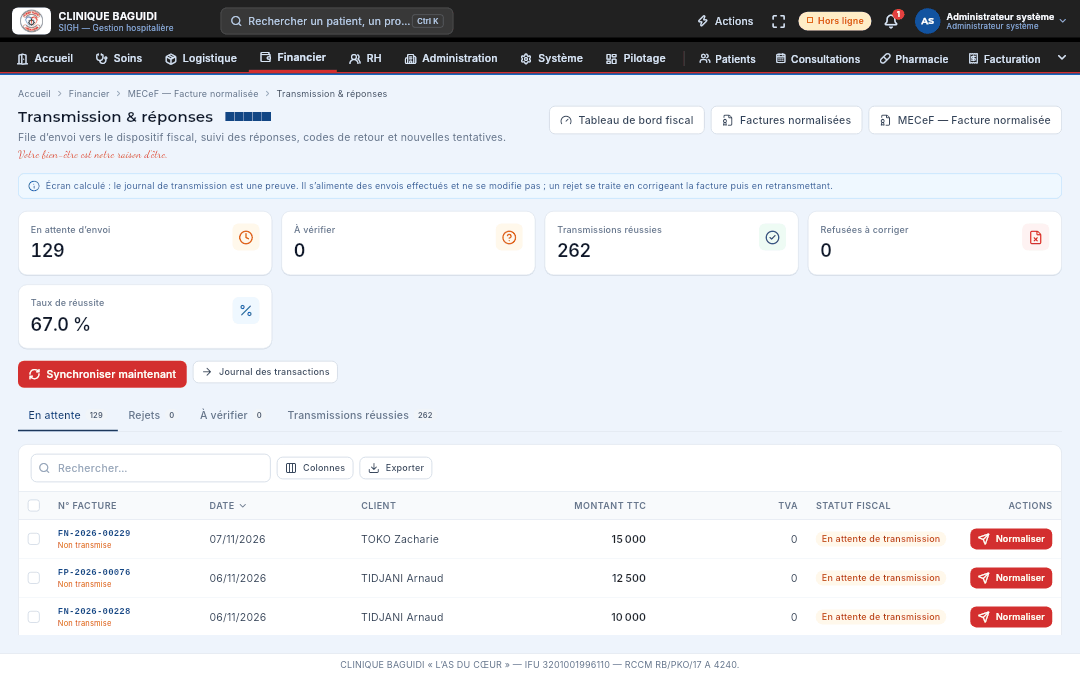 CLINIQUE BAGUIDI
SIGH — Gestion hospitalière
Rechercher un patient, un pro... Ctrl K
Actions
Hors ligne
1
AS
Administrateur système
Administrateur système
Accueil Soins Logistique Financier RH Administration Système Pilotage Patients Consultations Pharmacie Facturation
Accueil > Financier > MECeF — Facture normalisée > Transmission & réponses
Transmission & réponses
Tableau de bord fiscal Factures normalisées MECeF — Facture normalisée
File d'envoi vers le dispositif fiscal, suivi des réponses, codes de retour et nouvelles tentatives.
Votre bien-être est notre raison d'être.
Écran calculé : le journal de transmission est une preuve. Il s'alimente des envois effectués et ne se modifie pas ; un rejet se traite en corrigeant la facture puis en retransmettant.
En attente d'envoi
129
À vérifier
0
Transmissions réussies
262
Refusées à corriger
0
Taux de réussite
67.0 %
Synchroniser maintenant
Journal des transactions
En attente 129 Rejets 0 À vérifier 0 Transmissions réussies 262
Rechercher... Colonnes Exporter
N° FACTURE DATE CLIENT MONTANT TTC TVA STATUT FISCAL ACTIONS
FN-2026-00229
Non transmise
07/11/2026 TOKO Zacharie 15 000 0 En attente de transmission Normaliser
FP-2026-00076
Non transmise
06/11/2026 TIDJANI Arnaud 12 500 0 En attente de transmission Normaliser
FN-2026-00228
Non transmise
06/11/2026 TIDJANI Arnaud 10 000 0 En attente de transmission Normaliser
CLINIQUE BAGUIDI « L'AS DU CŒUR » — IFU 3201001996110 — RCCM RB/PKO/17 A 4240.